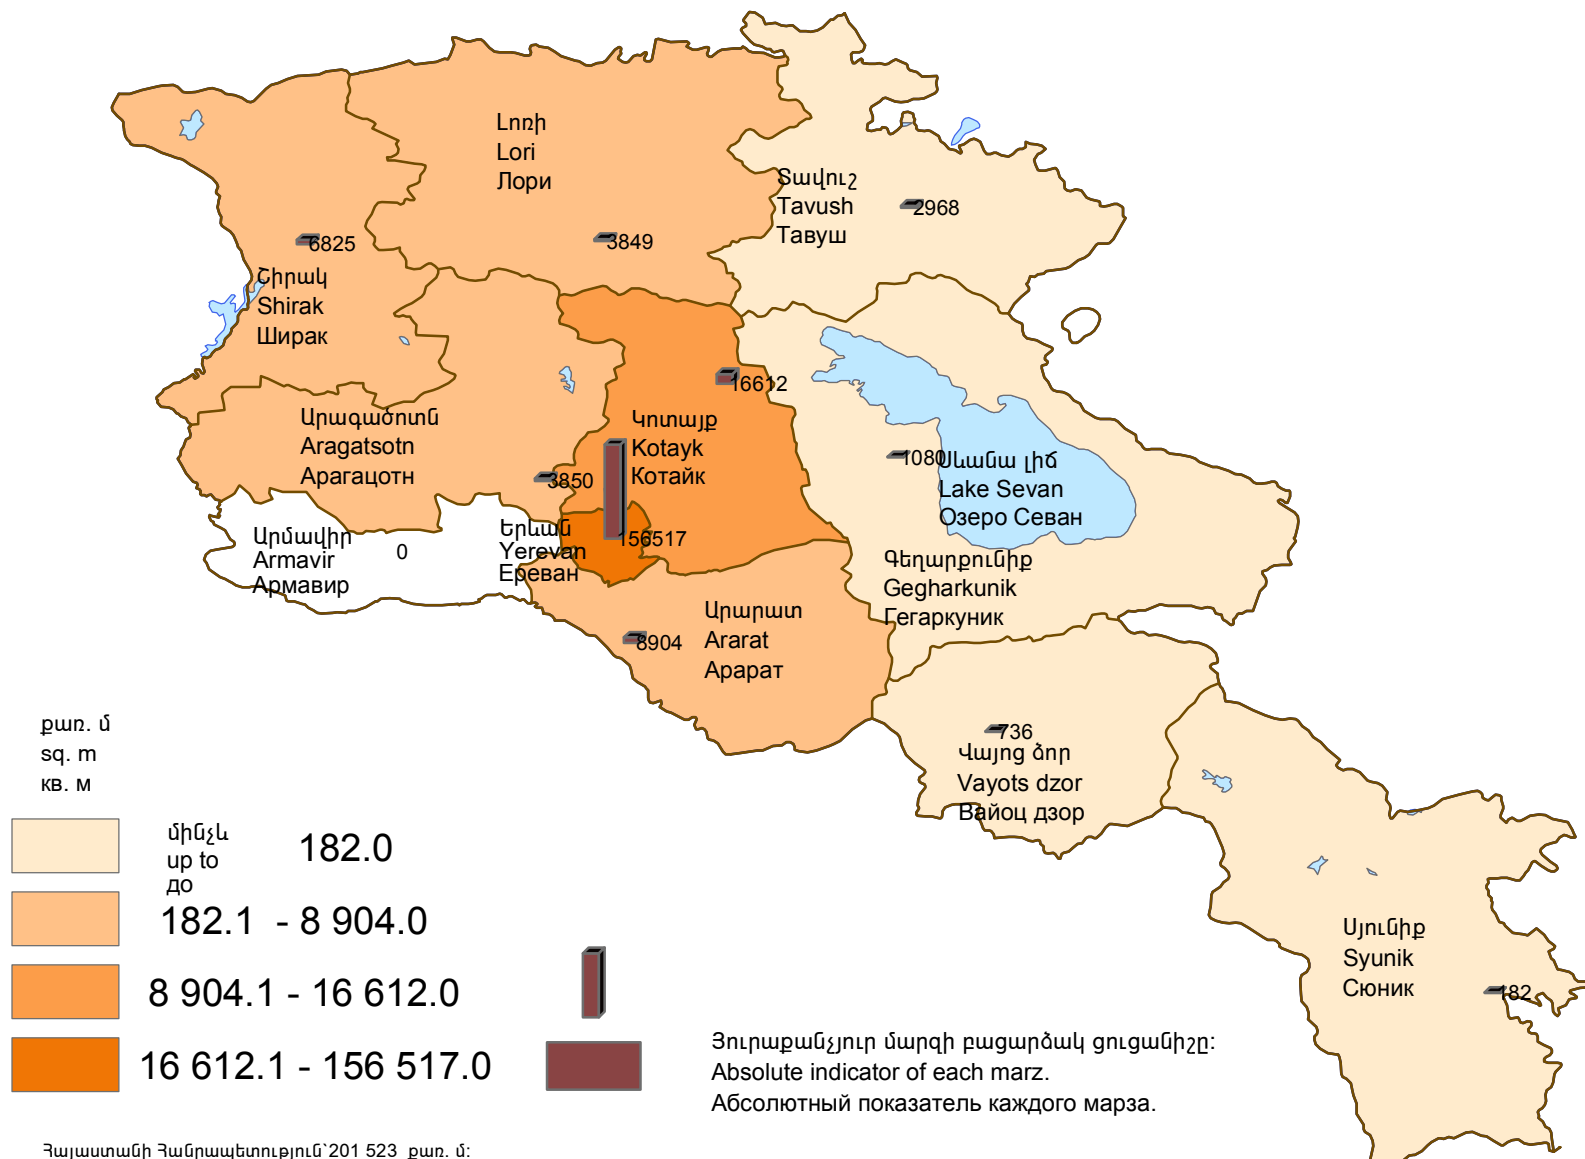 Լոռի
Lori
Лори
3849
Տավուշ
Tavush
Тавуш
2968
6825
Շիրակ
Shirak
Ширак
16612
Կոտայք
Kotayk
Котайк
Արագածոտն
Aragatsotn
Арагацотн
3850
1080
Սևանա լիճ
Lake Sevan
Озеро Севан
Արմավիր
Armavir
Армавир
0
Երևան
Yerevan
Ереван
156517
Գեղարքունիք
Gegharkunik
Гегаркуник
Արարատ
Ararat
Арарат
8904
736
Վայոց ձոր
Vayots dzor
Вайоц дзор
Սյունիք
Syunik
Сюник
182
քառ. մ
sq. m
кв. м
մինչև
up to
до
182.0
182.1 - 8 904.0
8 904.1 - 16 612.0
16 612.1 - 156 517.0
Յուրաքանչյուր մարզի բացարձակ ցուցանիշը:
Absolute indicator of each marz.
Абсолютный показатель каждого марза.
Հայաստանի Հանրապետություն՝201 523 քառ. մ: